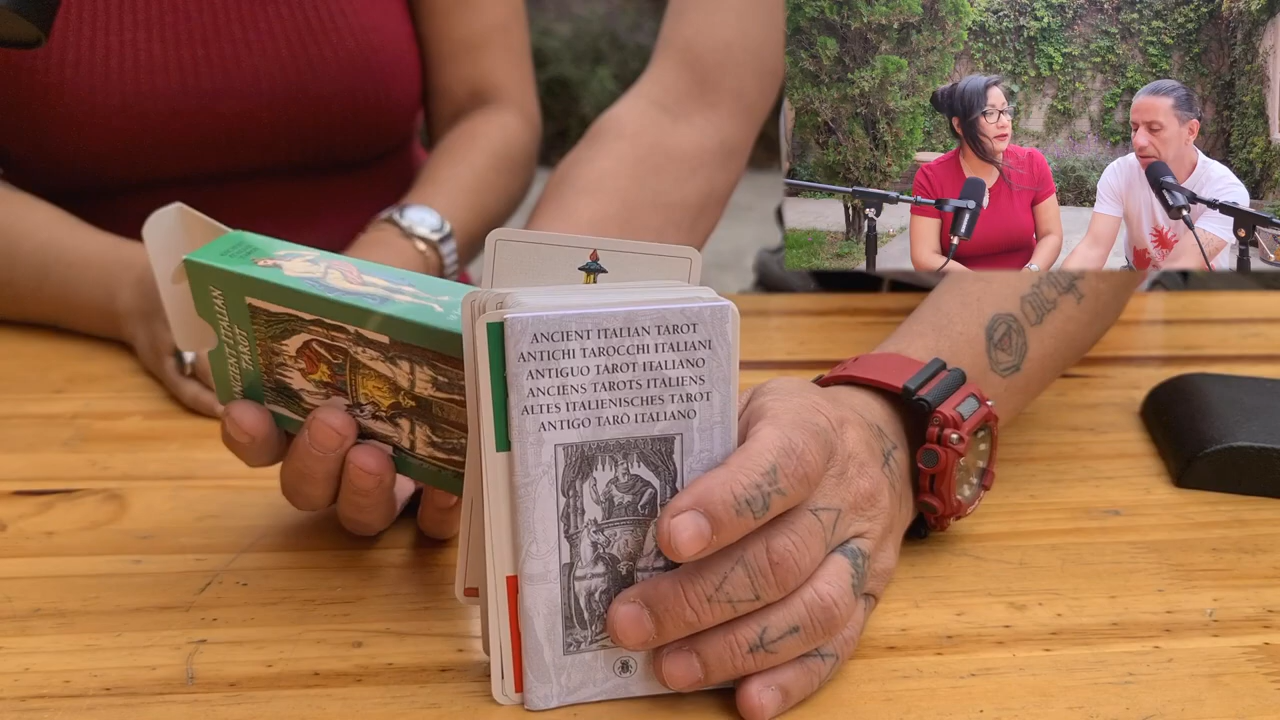 ANCIENT ITALIAN
TAROT
ANCIENT ITALIAN TAROT
ANTICHI TAROCCHI ITALIANI
ANTIGUO TAROT ITALIANO
ANCIENS TAROTS ITALIENS
ALTES ITALIENISCHES TAROT
ANTIGO TARÔ ITALIANO